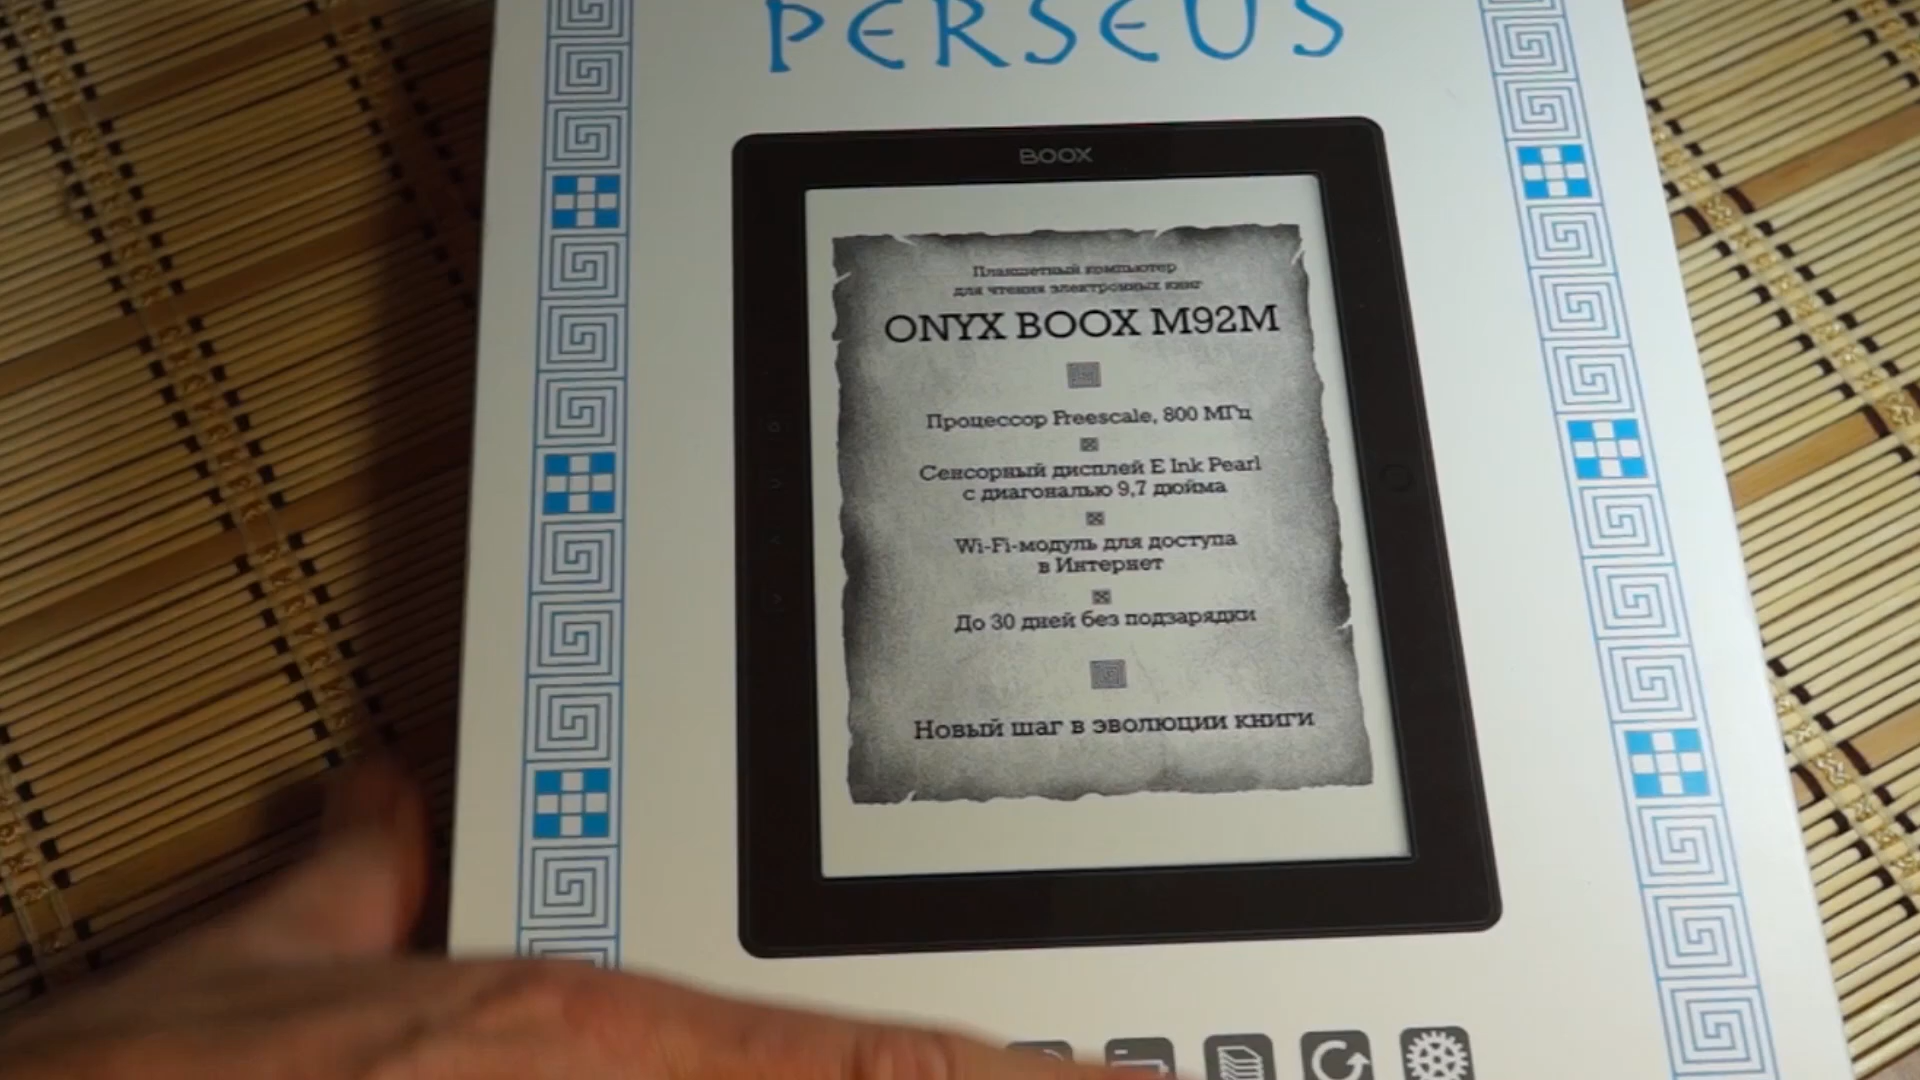 PERSEUS
BOOX
Планшетный компьютер
для чтения электронных книг
ONYX BOOX M92M
Процессор Freescale, 800 МГц
Сенсорный дисплей E Ink Pearl
с диагональю 9,7 дюйма
Wi-Fi-модуль для доступа
в Интернет
До 30 дней без подзарядки
Новый шаг в эволюции книги